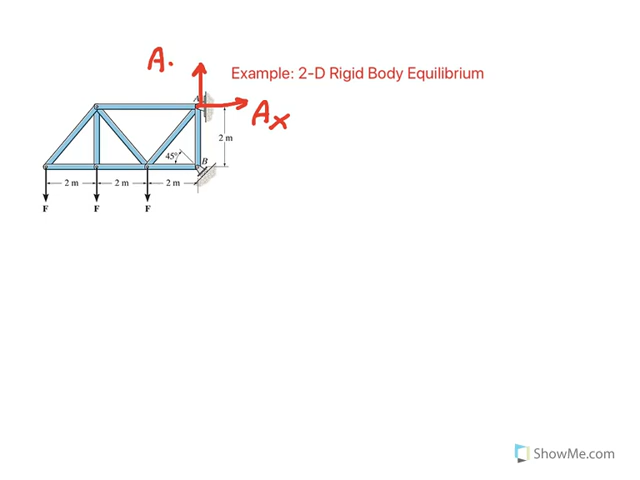 A.
Example: 2-D Rigid Body Equilibrium
A
Ax
2 m
45°
B
2 m 2 m 2 m
F F F
ShowMe.com